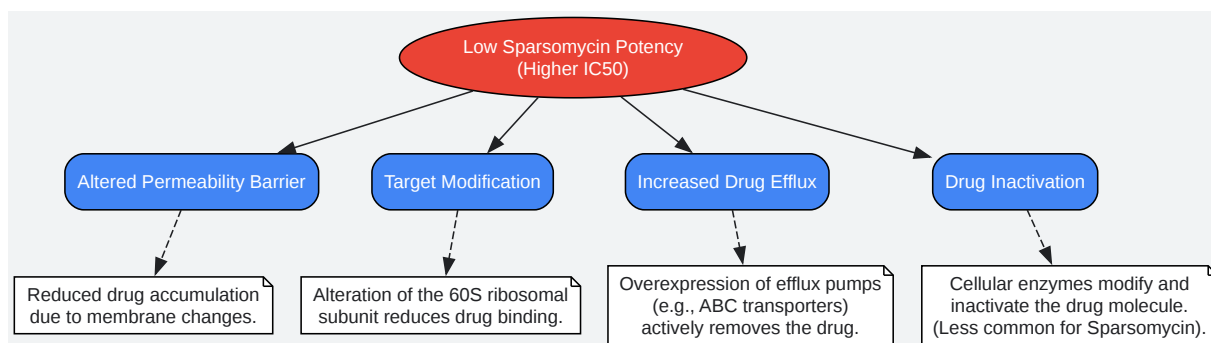 Low Sparsomycin Potency
(Higher IC50)
Altered Permeability Barrier
Target Modification
Increased Drug Efflux
Drug Inactivation
Reduced drug accumulation
due to membrane changes.
Alteration of the 60S ribosomal
subunit reduces drug binding.
Overexpression of efflux pumps
(e.g., ABC transporters)
actively removes the drug.
Cellular enzymes modify and
inactivate the drug molecule.
(Less common for Sparsomycin).